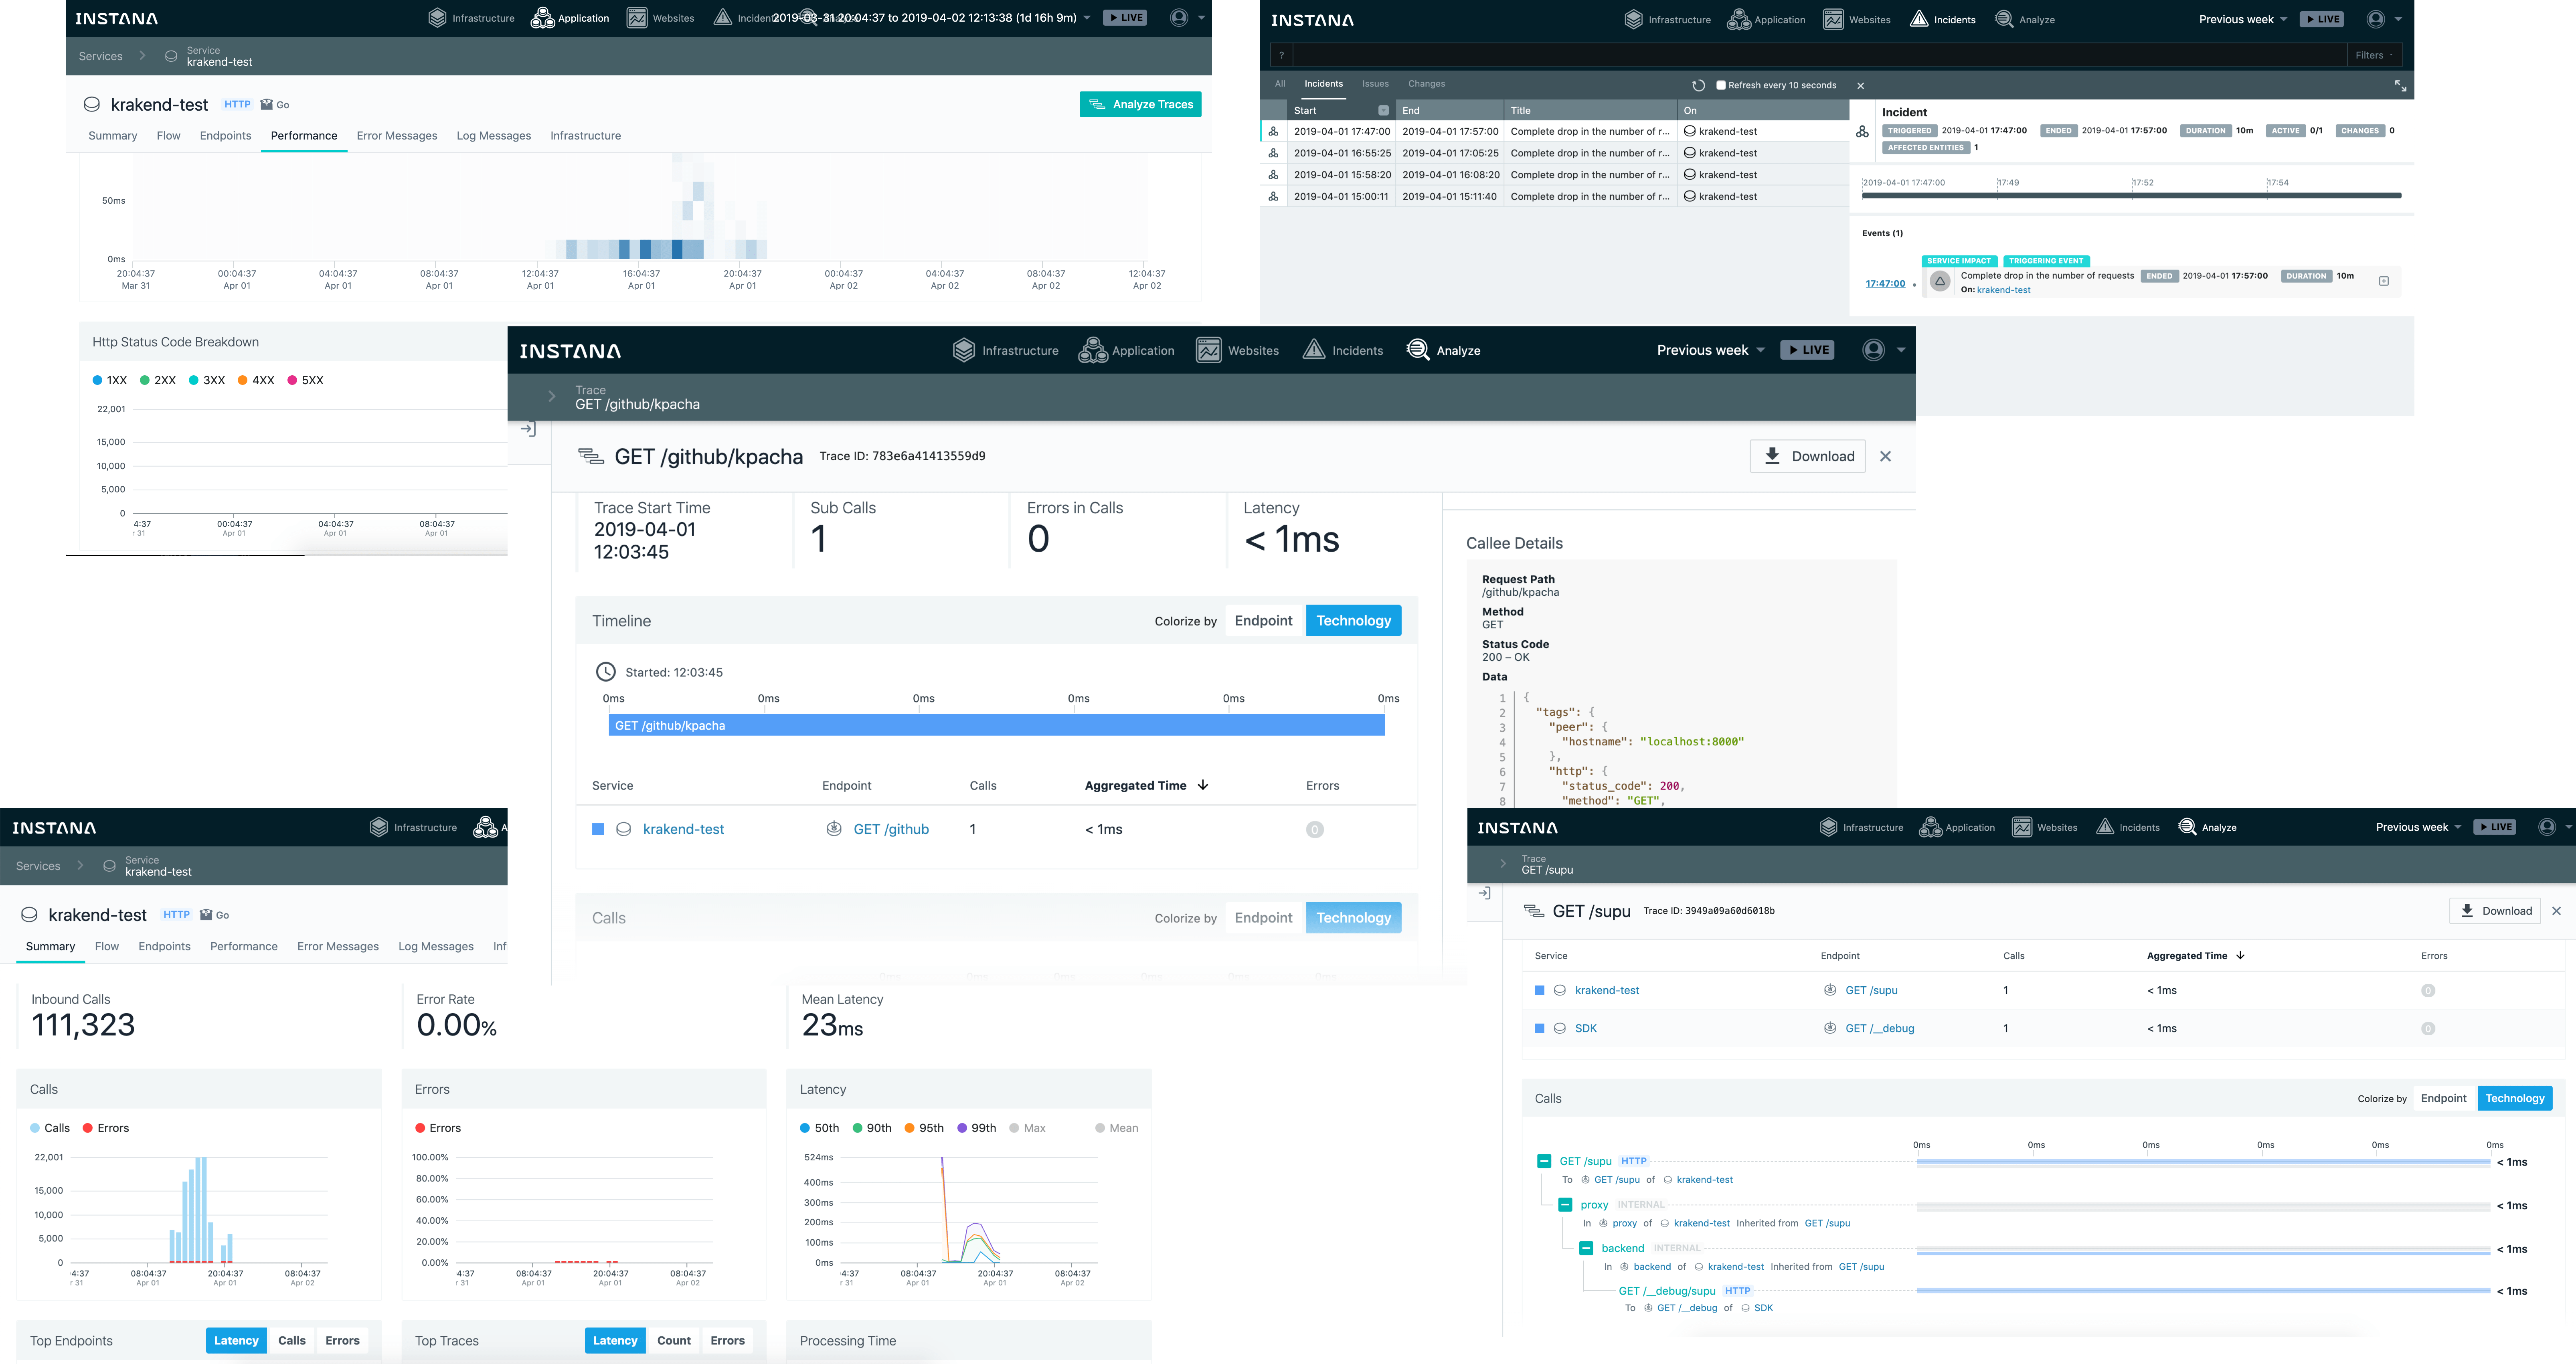 INSTANA
Infrastructure Application Websites Incidents 2019-03-31 20:04:37 to 2019-04-02 12:13:38 (1d 16h 9m) LIVE
Services
Service
krakend-test
krakend-test HTTP Go
Analyze Traces
Summary Flow Endpoints Performance Error Messages Log Messages Infrastructure
50ms
0ms
20:04:37 00:04:37 04:04:37 08:04:37 12:04:37 16:04:37 20:04:37 00:04:37 04:04:37 08:04:37 12:04:37
Mar 31 Apr 01 Apr 01 Apr 01 Apr 01 Apr 01 Apr 01 Apr 02 Apr 02 Apr 02 Apr 02
Http Status Code Breakdown
1XX 2XX 3XX 4XX 5XX
22,001
15,000
10,000
5,000
0
4:37 00:04:37 04:04:37 08:04:37
r 31 Apr 01 Apr 01 Apr 01
INSTANA
Infrastructure Application Websites Incidents Analyze
Previous week LIVE
? Filters
All Incidents Issues Changes
Refresh every 10 seconds
Start End Title On
2019-04-01 17:47:00 2019-04-01 17:57:00 Complete drop in the number of r... krakend-test
2019-04-01 16:55:25 2019-04-01 17:05:25 Complete drop in the number of r... krakend-test
2019-04-01 15:58:20 2019-04-01 16:08:20 Complete drop in the number of r... krakend-test
2019-04-01 15:00:11 2019-04-01 15:11:40 Complete drop in the number of r... krakend-test
Incident
TRIGGERED 2019-04-01 17:47:00 ENDED 2019-04-01 17:57:00 DURATION 10m ACTIVE 0/1 CHANGES 0
AFFECTED ENTITIES 1
2019-04-01 17:47:00 17:49 17:52 17:54
Events (1)
SERVICE IMPACT TRIGGERING EVENT
17:47:00
Complete drop in the number of requests ENDED 2019-04-01 17:57:00 DURATION 10m
On: krakend-test
INSTANA
Infrastructure Application Websites Incidents Analyze
Previous week LIVE
Trace
GET /github/kpacha
GET /github/kpacha Trace ID: 783e6a41413559d9
Download
Trace Start Time
2019-04-01
12:03:45
Sub Calls
1
Errors in Calls
0
Latency
< 1ms
Timeline
Colorize by Endpoint Technology
Started: 12:03:45
0ms 0ms 0ms 0ms 0ms 0ms
GET /github/kpacha
Service Endpoint Calls Aggregated Time Errors
krakend-test GET /github 1 < 1ms 0
Calls
Colorize by Endpoint Technology
0ms 0ms 0ms 0ms 0ms 0ms
Callee Details
Request Path
/github/kpacha
Method
GET
Status Code
200 – OK
Data
1 {
2 "tags": {
3 "peer": {
4 "hostname": "localhost:8000"
5 },
6 "http": {
7 "status_code": 200,
8 "method": "GET",
INSTANA
Infrastructure A
Services
Service
krakend-test
krakend-test HTTP Go
Summary Flow Endpoints Performance Error Messages Log Messages Inf
Inbound Calls
111,323
Error Rate
0.00%
Mean Latency
23ms
Calls
Calls Errors
22,001
15,000
10,000
5,000
0
4:37 08:04:37 20:04:37 08:04:37
r 31 Apr 01 Apr 01 Apr 02
Errors
Errors
100.00%
80.00%
60.00%
40.00%
20.00%
0.00%
4:37 08:04:37 20:04:37 08:04:37
r 31 Apr 01 Apr 01 Apr 02
Latency
50th 90th 95th 99th Max Mean
524ms
400ms
300ms
200ms
100ms
0ms
4:37 08:04:37 20:04:37 08:04:37
r 31 Apr 01 Apr 01 Apr 02
Top Endpoints Latency Calls Errors
Top Traces Latency Count Errors
Processing Time
INSTANA
Infrastructure Application Websites Incidents Analyze
Previous week LIVE
Trace
GET /supu
GET /supu Trace ID: 3949a09a60d6018b
Download
Service Endpoint Calls Aggregated Time Errors
krakend-test GET /supu 1 < 1ms 0
SDK GET /__debug 1 < 1ms 0
Calls
Colorize by Endpoint Technology
0ms 0ms 0ms 0ms 0ms 0ms
GET /supu HTTP < 1ms
To GET /supu of krakend-test
proxy INTERNAL < 1ms
In proxy of krakend-test Inherited from GET /supu
backend INTERNAL < 1ms
In backend of krakend-test Inherited from GET /supu
GET /__debug/supu HTTP < 1ms
To GET /__debug of SDK